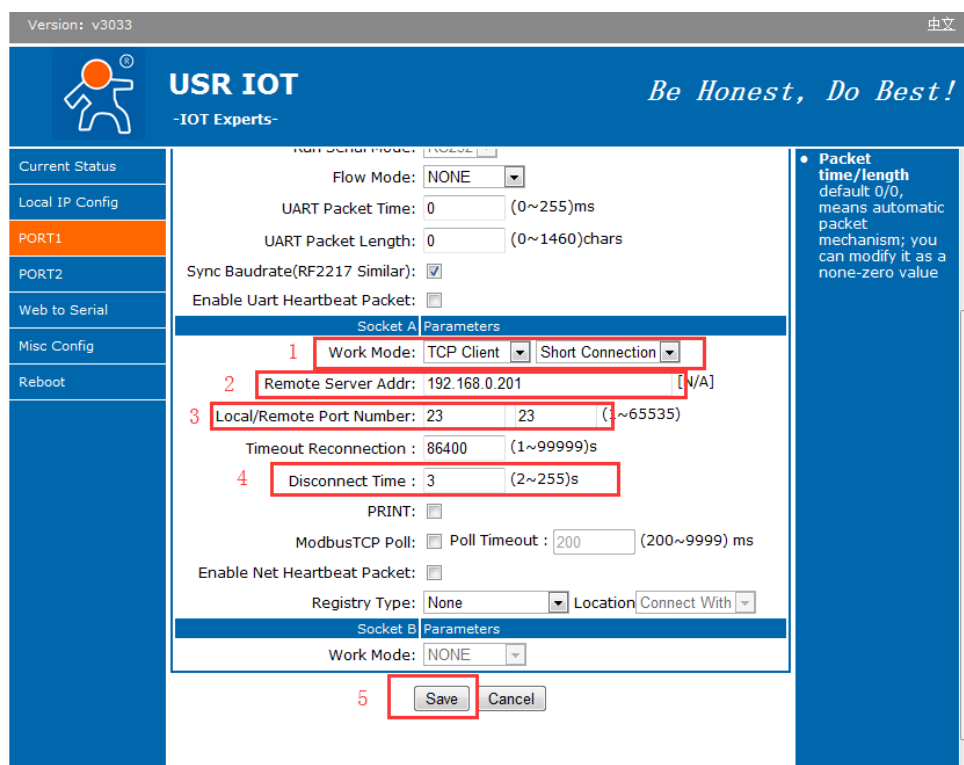 Version: v3033
中文
®
USR IOT
-IOT Experts-
Be Honest, Do Best!
Current Status
Local IP Config
PORT1
PORT2
Web to Serial
Misc Config
Reboot
Flow Mode: NONE
UART Packet Time: 0 (0~255)ms
UART Packet Length: 0 (0~1460)chars
Sync Baudrate(RF2217 Similar):
Enable Uart Heartbeat Packet:
Socket A Parameters
1 Work Mode: TCP Client Short Connection
2 Remote Server Addr: 192.168.0.201 [N/A]
3 Local/Remote Port Number: 23 23 (1~65535)
Timeout Reconnection : 86400 (1~99999)s
4 Disconnect Time : 3 (2~255)s
PRINT:
ModbusTCP Poll: Poll Timeout : 200 (200~9999) ms
Enable Net Heartbeat Packet:
Registry Type: None Location Connect With
Socket B Parameters
Work Mode: NONE
5 Save Cancel
• Packet
time/length
default 0/0,
means automatic
packet
mechanism; you
can modify it as a
none-zero value